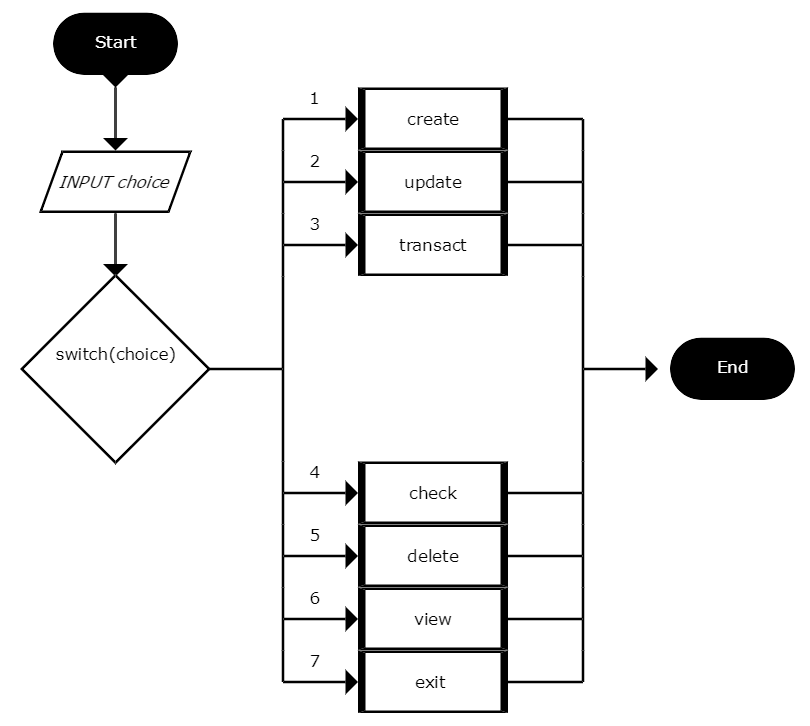 Start
INPUT choice
switch(choice)
1
create
2
update
3
transact
4
check
5
delete
6
view
7
exit
End